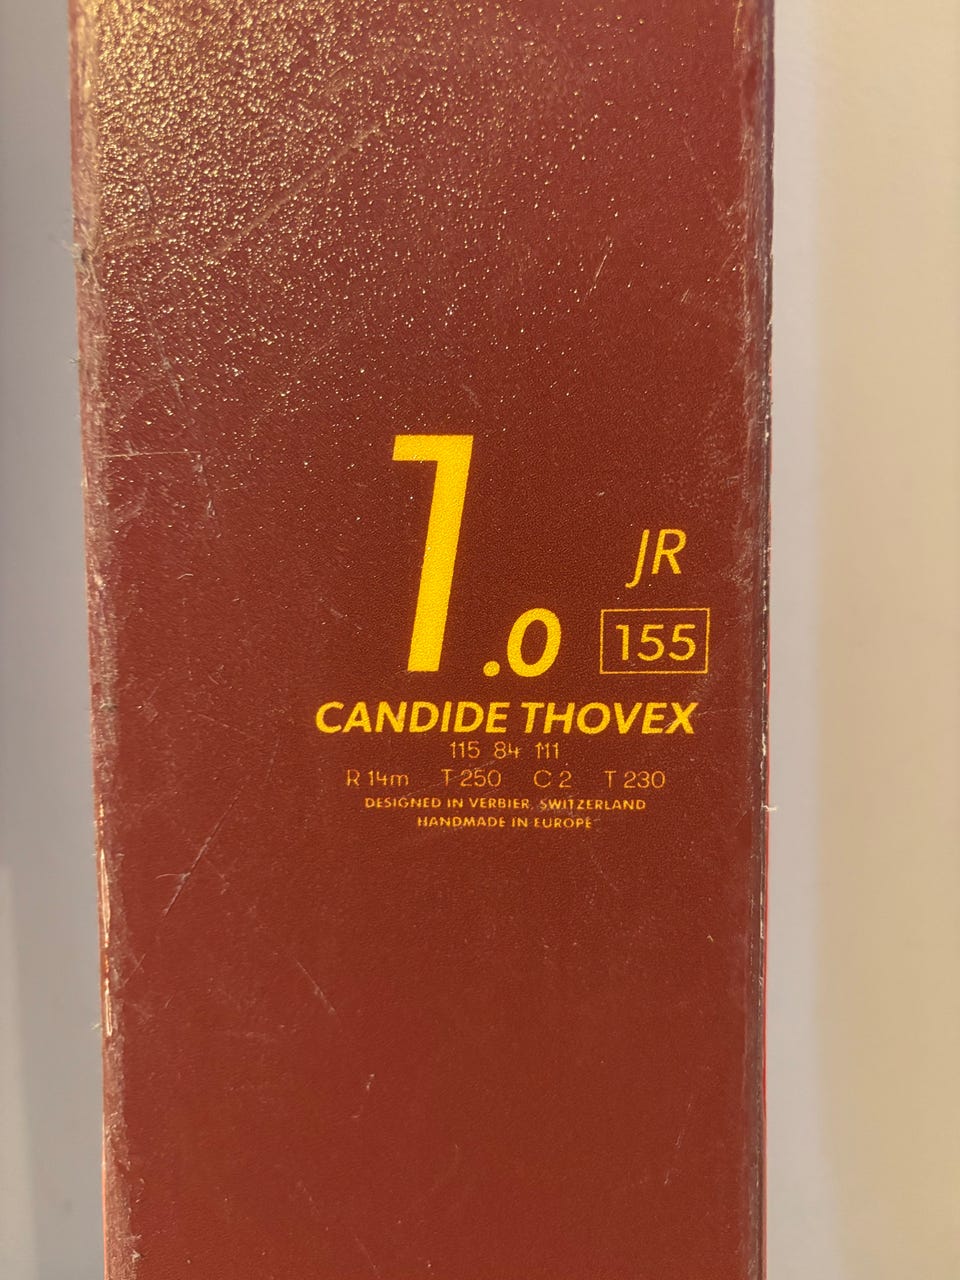 1.0 JR
155
CANDIDE THOVEX
115 84 111
R 14m T 250 C 2 T 230
DESIGNED IN VERBIER, SWITZERLAND
HANDMADE IN EUROPE